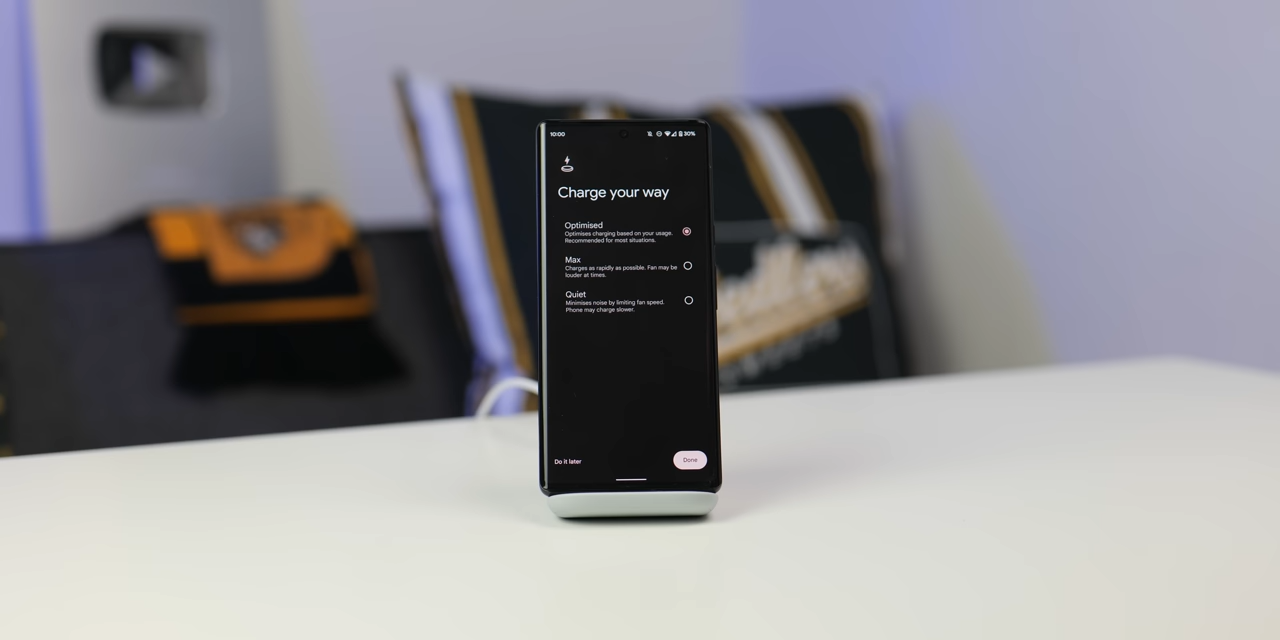 10:00 30%
Charge your way
Optimised
Optimises charging based on your usage.
Recommended for most situations.
Max
Charges as rapidly as possible. Fan may be
louder at times.
Quiet
Minimises noise by limiting fan speed.
Phone may charge slower.
Do it later
Done